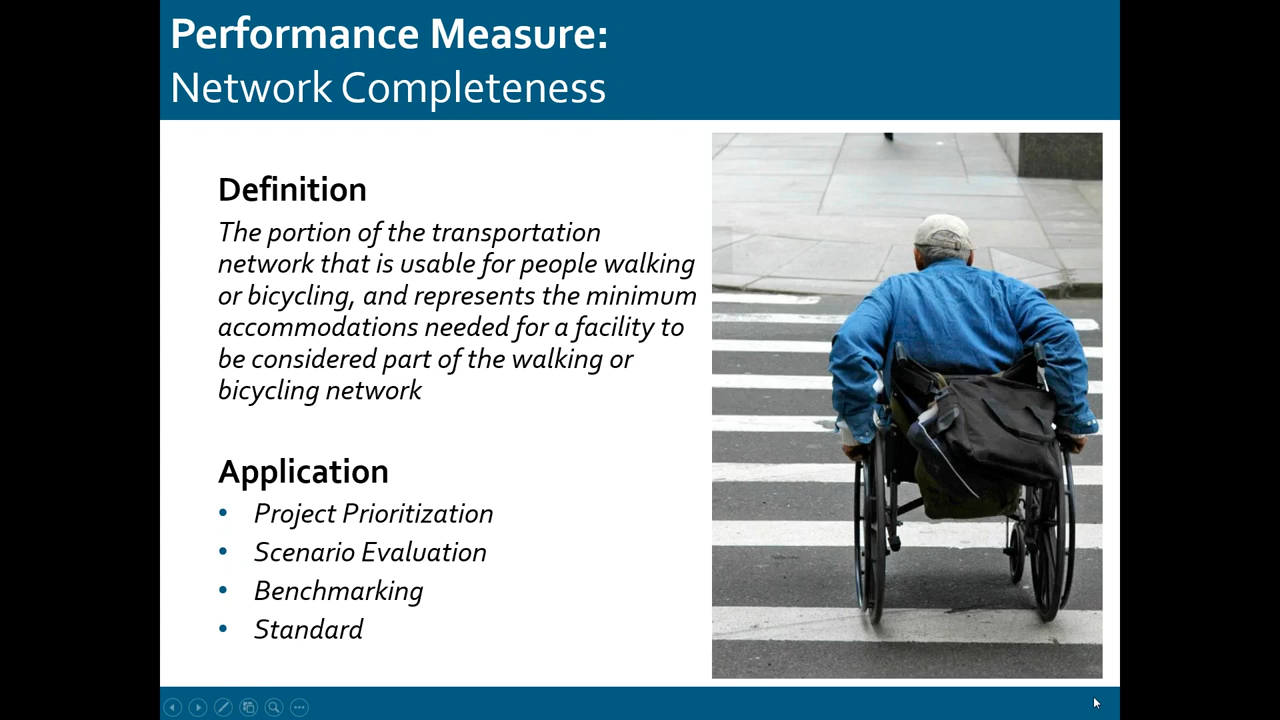 Performance Measure:
Network Completeness
Definition
The portion of the transportation
network that is usable for people walking
or bicycling, and represents the minimum
accommodations needed for a facility to
be considered part of the walking or
bicycling network
Application
• Project Prioritization
• Scenario Evaluation
• Benchmarking
• Standard